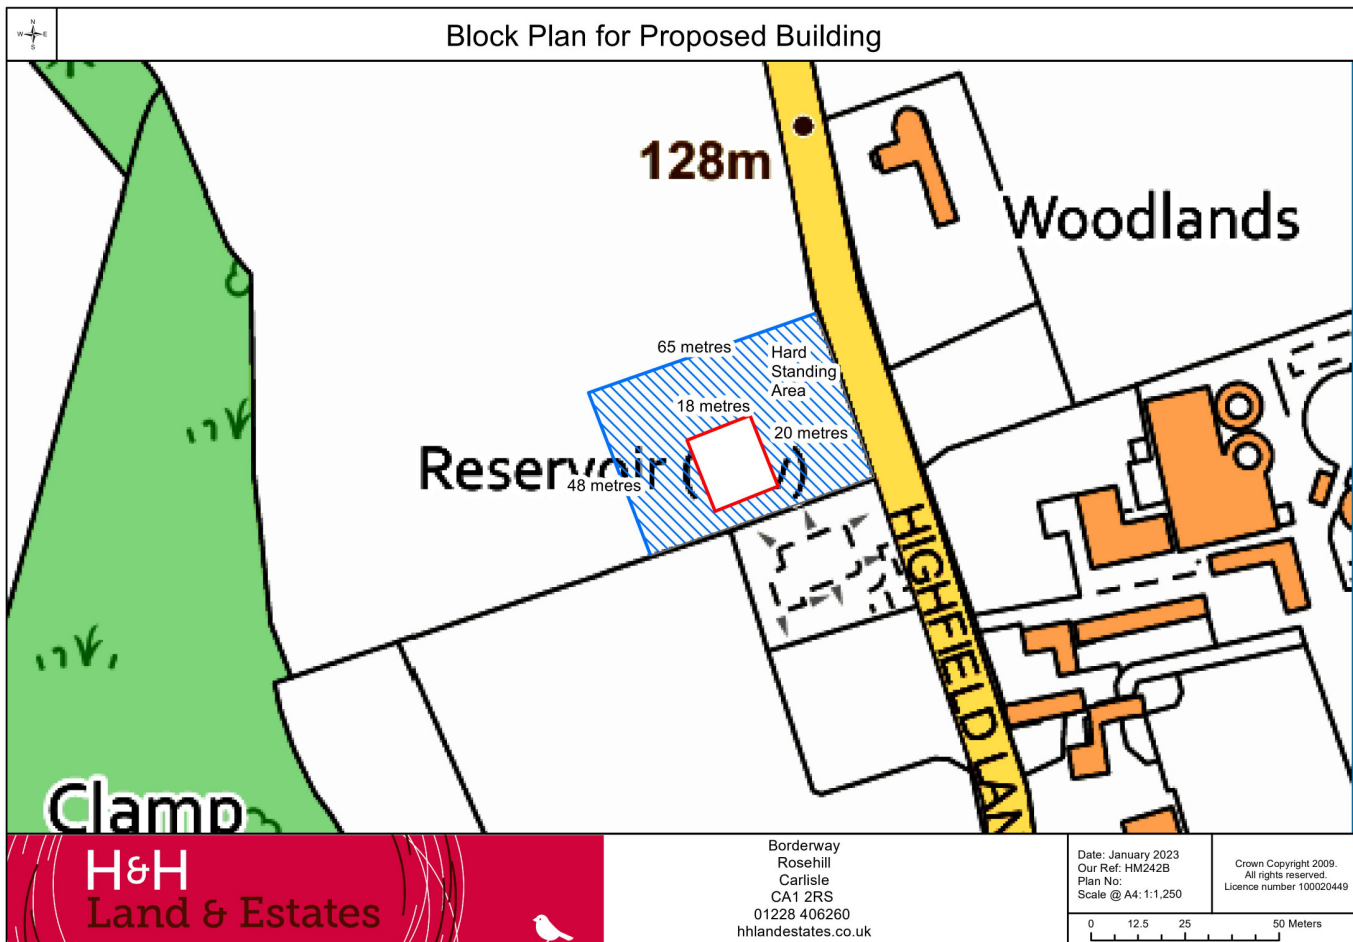 N
W E
S
Block Plan for Proposed Building
128m
Woodlands
65 metres
Hard
Standing
Area
18 metres
20 metres
Reservoir
48 metres
HIGHFIELD LAN
Clamp
H&H
Land & Estates
Borderway
Rosehill
Carlisle
CA1 2RS
01228 406260
hhlandestates.co.uk
Date: January 2023
Our Ref: HM242B
Plan No:
Scale @ A4: 1:1,250
Crown Copyright 2009.
All rights reserved.
Licence number 100020449
0 12.5 25 50 Meters